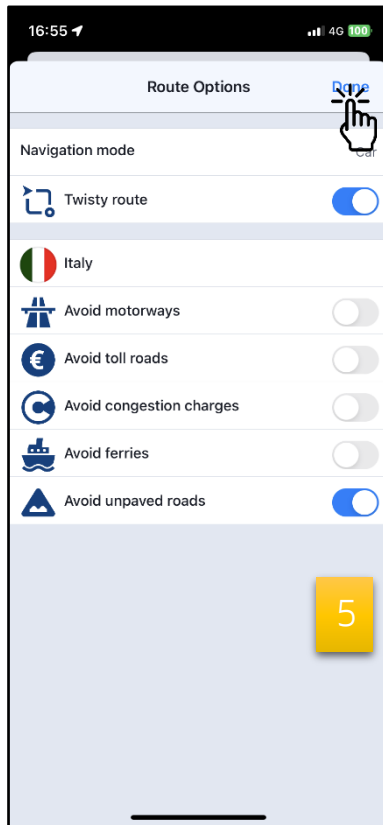 16:55 4G 100
Route Options Done
Navigation mode Car
Twisty route
Italy
Avoid motorways
€ Avoid toll roads
Avoid congestion charges
Avoid ferries
Avoid unpaved roads
5